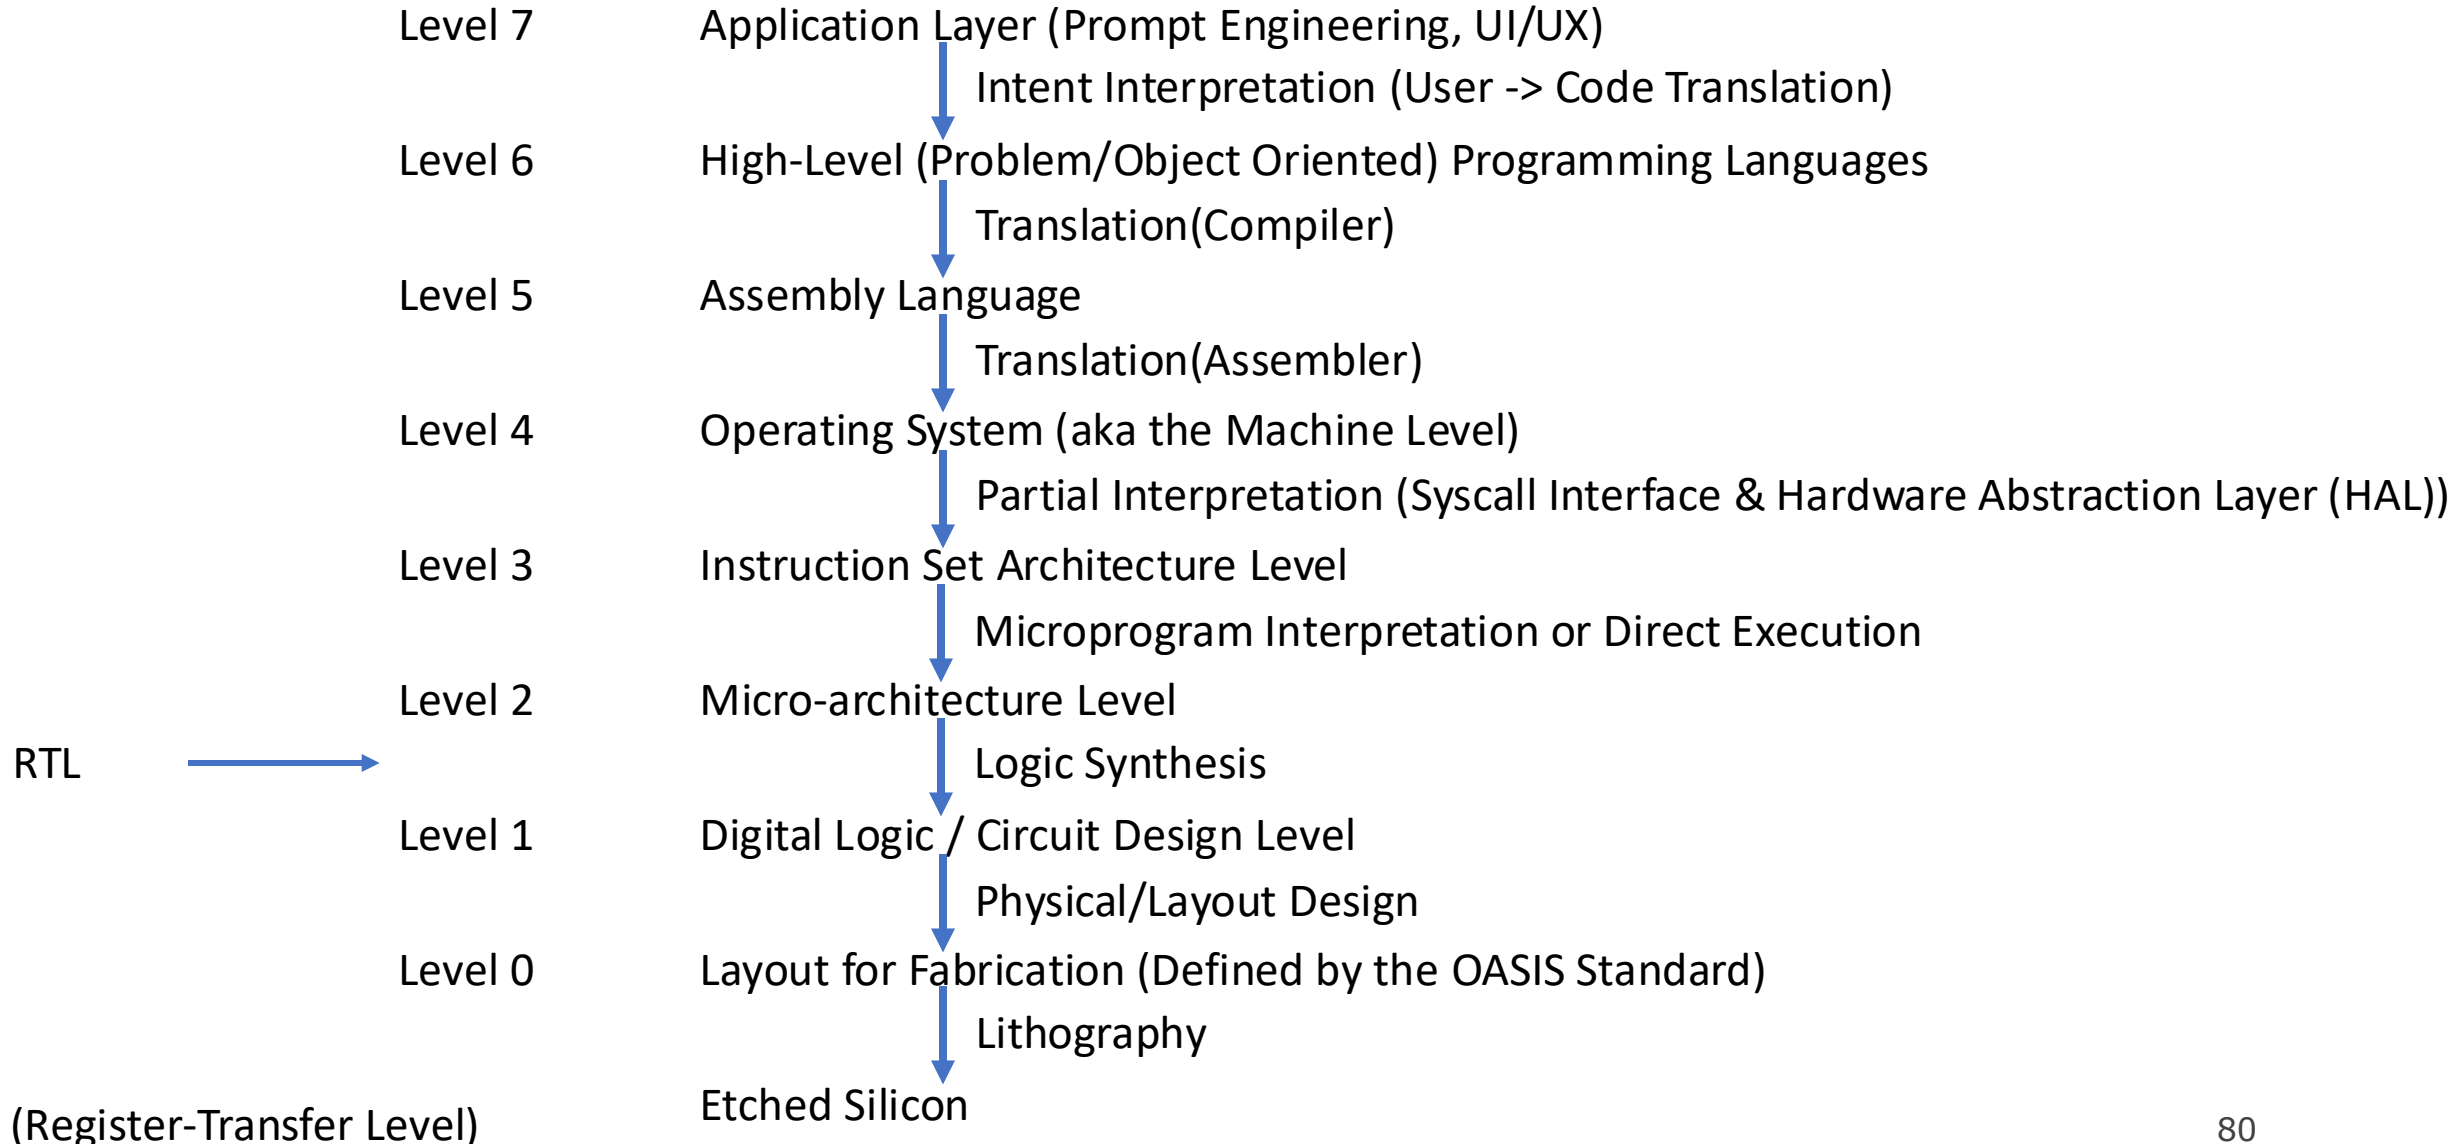 Level 7 Application Layer (Prompt Engineering, UI/UX)
Intent Interpretation (User -> Code Translation)
Level 6 High-Level (Problem/Object Oriented) Programming Languages
Translation(Compiler)
Level 5 Assembly Language
Translation(Assembler)
Level 4 Operating System (aka the Machine Level)
Partial Interpretation (Syscall Interface & Hardware Abstraction Layer (HAL))
Level 3 Instruction Set Architecture Level
Microprogram Interpretation or Direct Execution
Level 2 Micro-architecture Level
RTL Logic Synthesis
Level 1 Digital Logic / Circuit Design Level
Physical/Layout Design
Level 0 Layout for Fabrication (Defined by the OASIS Standard)
Lithography
Etched Silicon
(Register-Transfer Level) 80